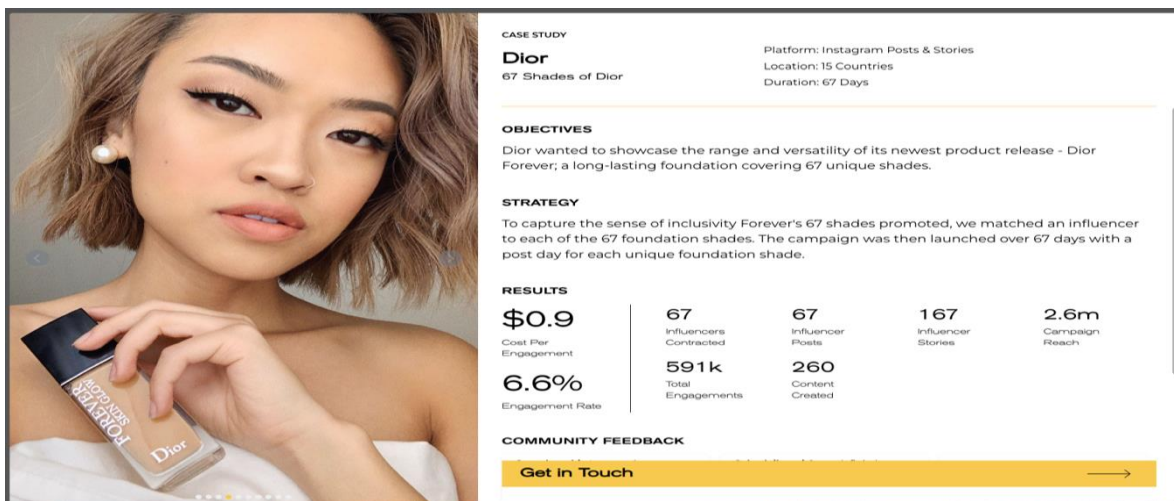 CASE STUDY
Dior
67 Shades of Dior
Platform: Instagram Posts & Stories
Location: 15 Countries
Duration: 67 Days
OBJECTIVES
Dior wanted to showcase the range and versatility of its newest product release - Dior
Forever; a long-lasting foundation covering 67 unique shades.
STRATEGY
To capture the sense of inclusivity Forever's 67 shades promoted, we matched an influencer
to each of the 67 foundation shades. The campaign was then launched over 67 days with a
post day for each unique foundation shade.
RESULTS
$0.9
Cost Per
Engagement
6.6%
Engagement Rate
67
Influencers
Contracted
67
Influencer
Posts
167
Influencer
Stories
2.6m
Campaign
Reach
591k
Total
Engagements
260
Content
Created
COMMUNITY FEEDBACK
Get in Touch
FOREVER
SKIN GLOW
Dior